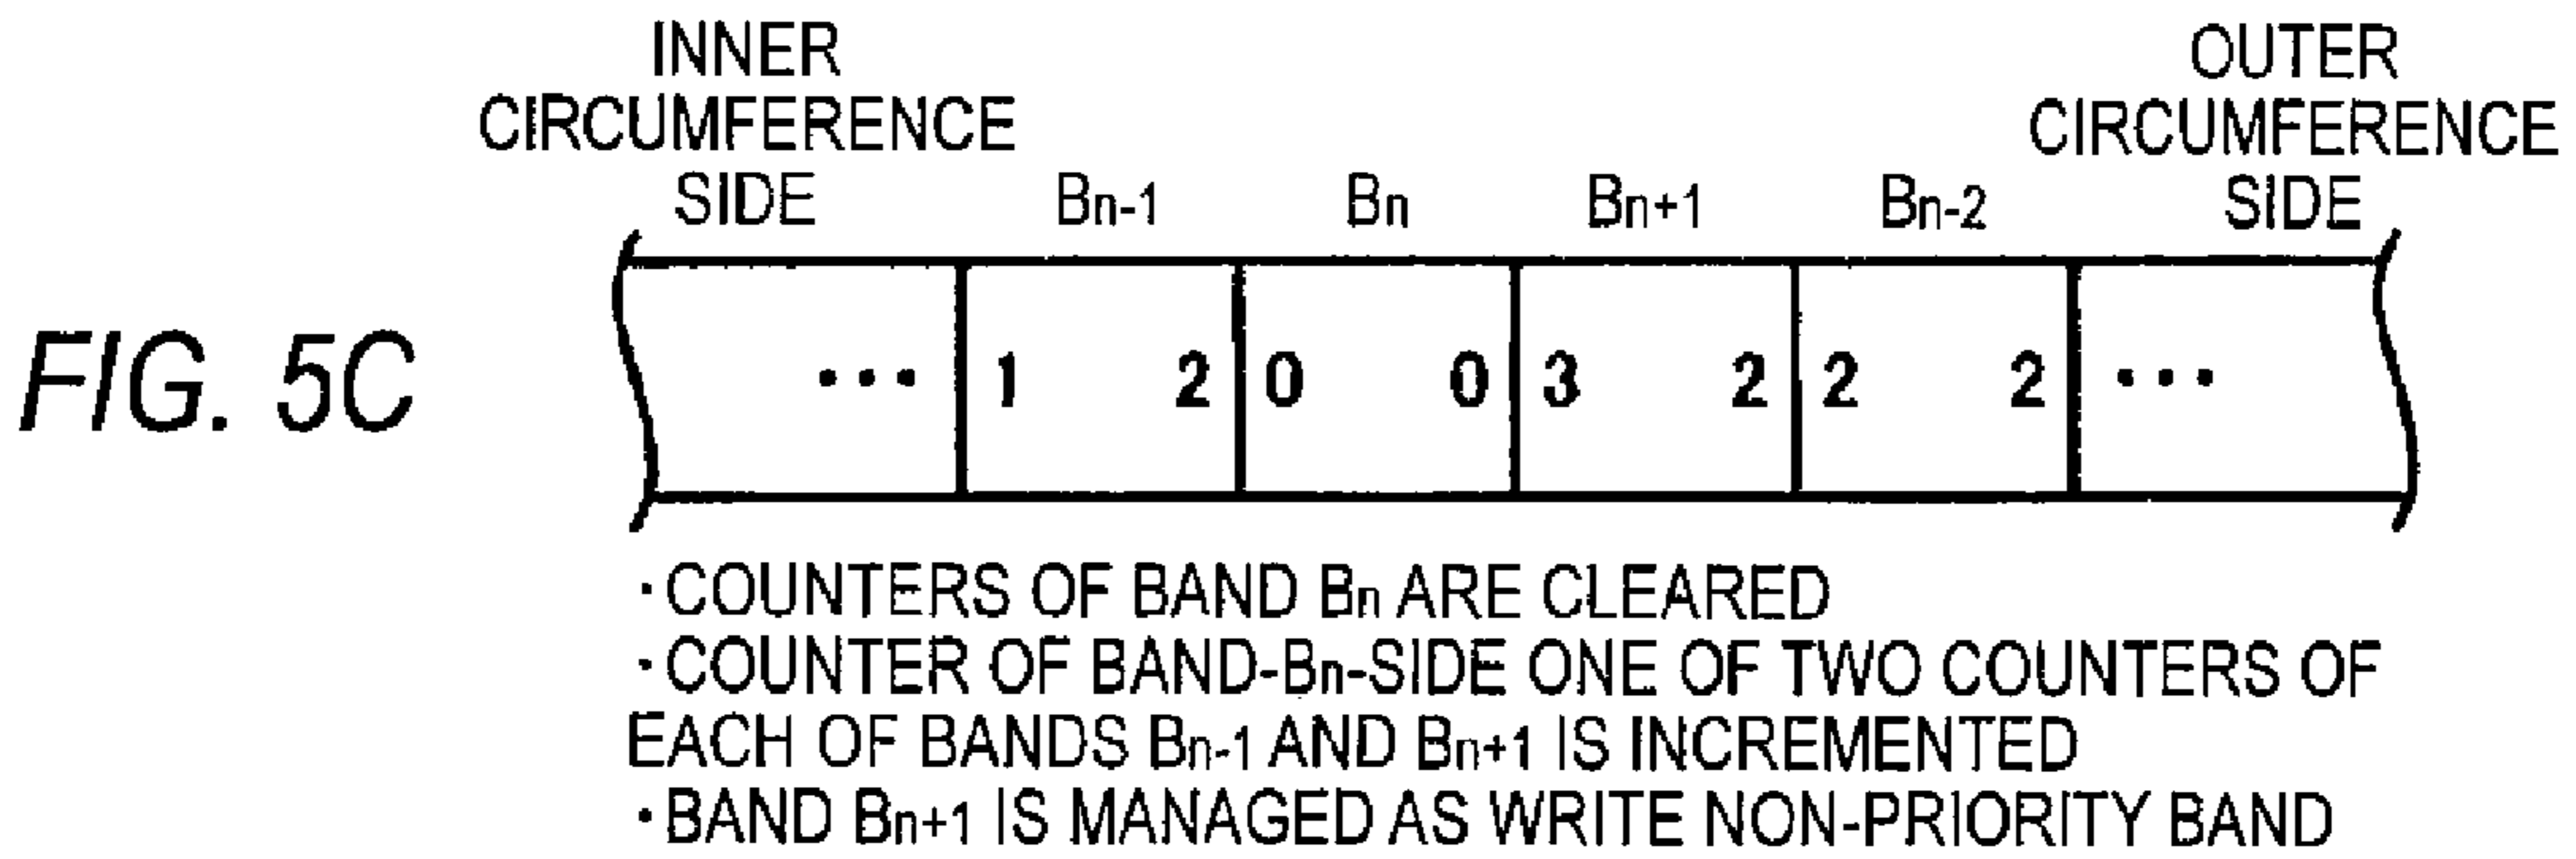 INNER
CIRCUMFERENCE
SIDE
OUTER
CIRCUMFERENCE
SIDE
Bn-1 Bn Bn+1 Bn-2
FIG. 5C
... 1 2 0 0 3 2 2 2 ...
・COUNTERS OF BAND Bn ARE CLEARED
・COUNTER OF BAND-Bn-SIDE ONE OF TWO COUNTERS OF
EACH OF BANDS Bn-1 AND Bn+1 IS INCREMENTED
・BAND Bn+1 IS MANAGED AS WRITE NON-PRIORITY BAND